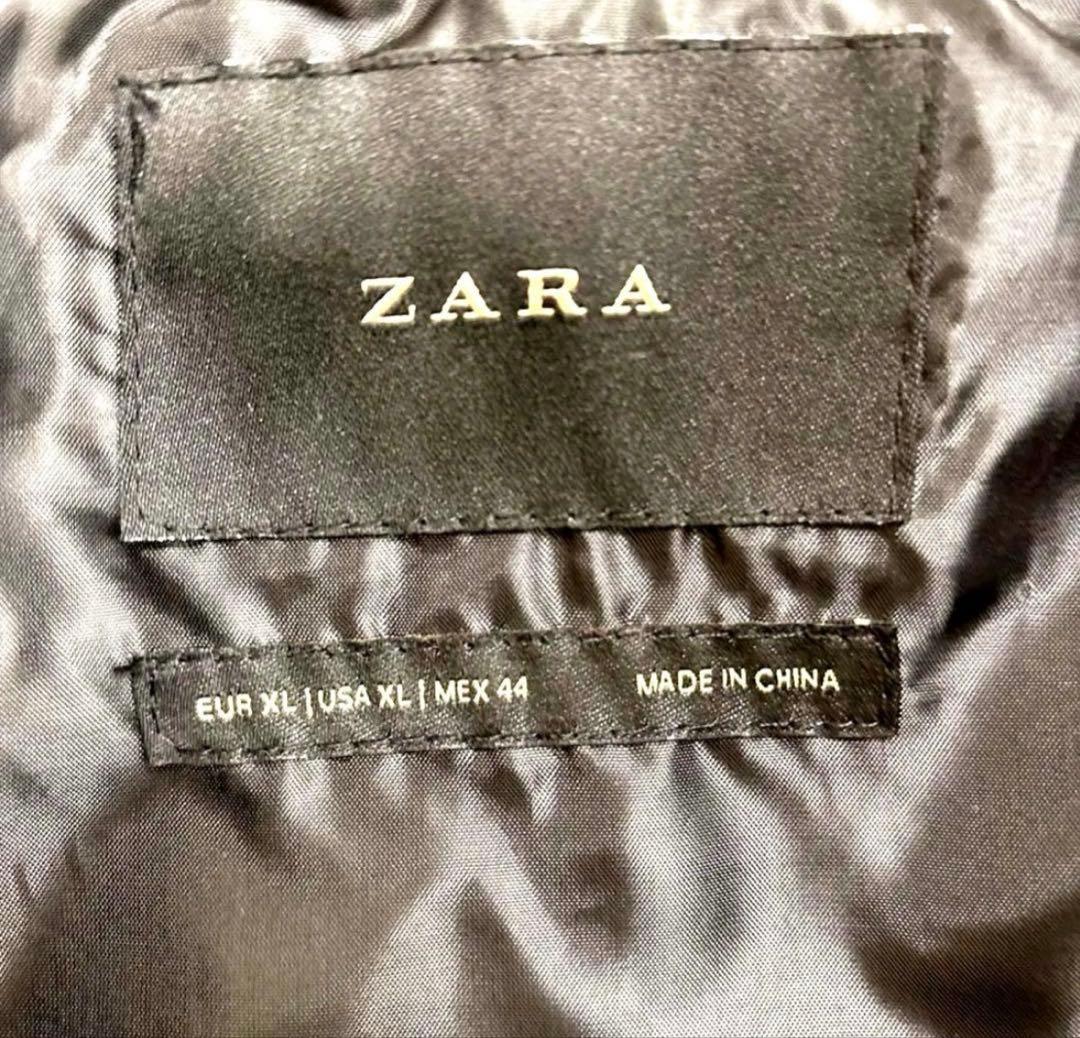 ZARA
EUR XL | USA XL | MEX 44 MADE IN CHINA